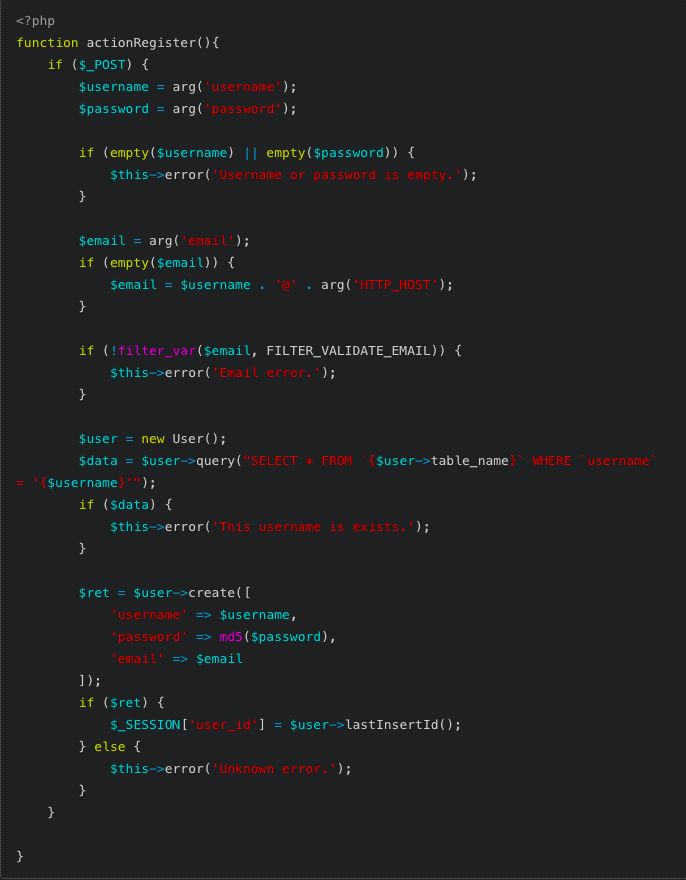 <?php
function actionRegister(){
    if ($_POST) {
        $username = arg('username');
        $password = arg('password');

        if (empty($username) || empty($password)) {
            $this->error('Username or password is empty.');
        }

        $email = arg('email');
        if (empty($email)) {
            $email = $username . '@' . arg('HTTP_HOST');
        }

        if (!filter_var($email, FILTER_VALIDATE_EMAIL)) {
            $this->error('Email error.');
        }

        $user = new User();
        $data = $user->query("SELECT * FROM `{$user->table_name}` WHERE `username`
= '{$username}'");
        if ($data) {
            $this->error('This username is exists.');
        }

        $ret = $user->create([
            'username' => $username,
            'password' => md5($password),
            'email' => $email
        ]);
        if ($ret) {
            $_SESSION['user_id'] = $user->lastInsertId();
        } else {
            $this->error('Unknown error.');
        }
    }

}